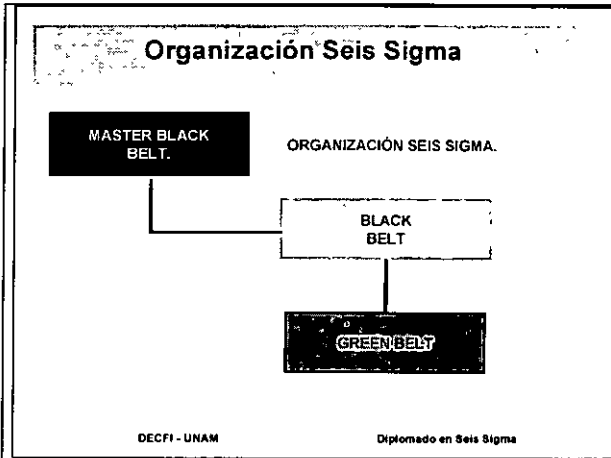 Organización Seis Sigma
MASTER BLACK
BELT.
ORGANIZACIÓN SEIS SIGMA.
BLACK
BELT
GREEN BELT
DECFI - UNAM
Diplomado en Seis Sigma